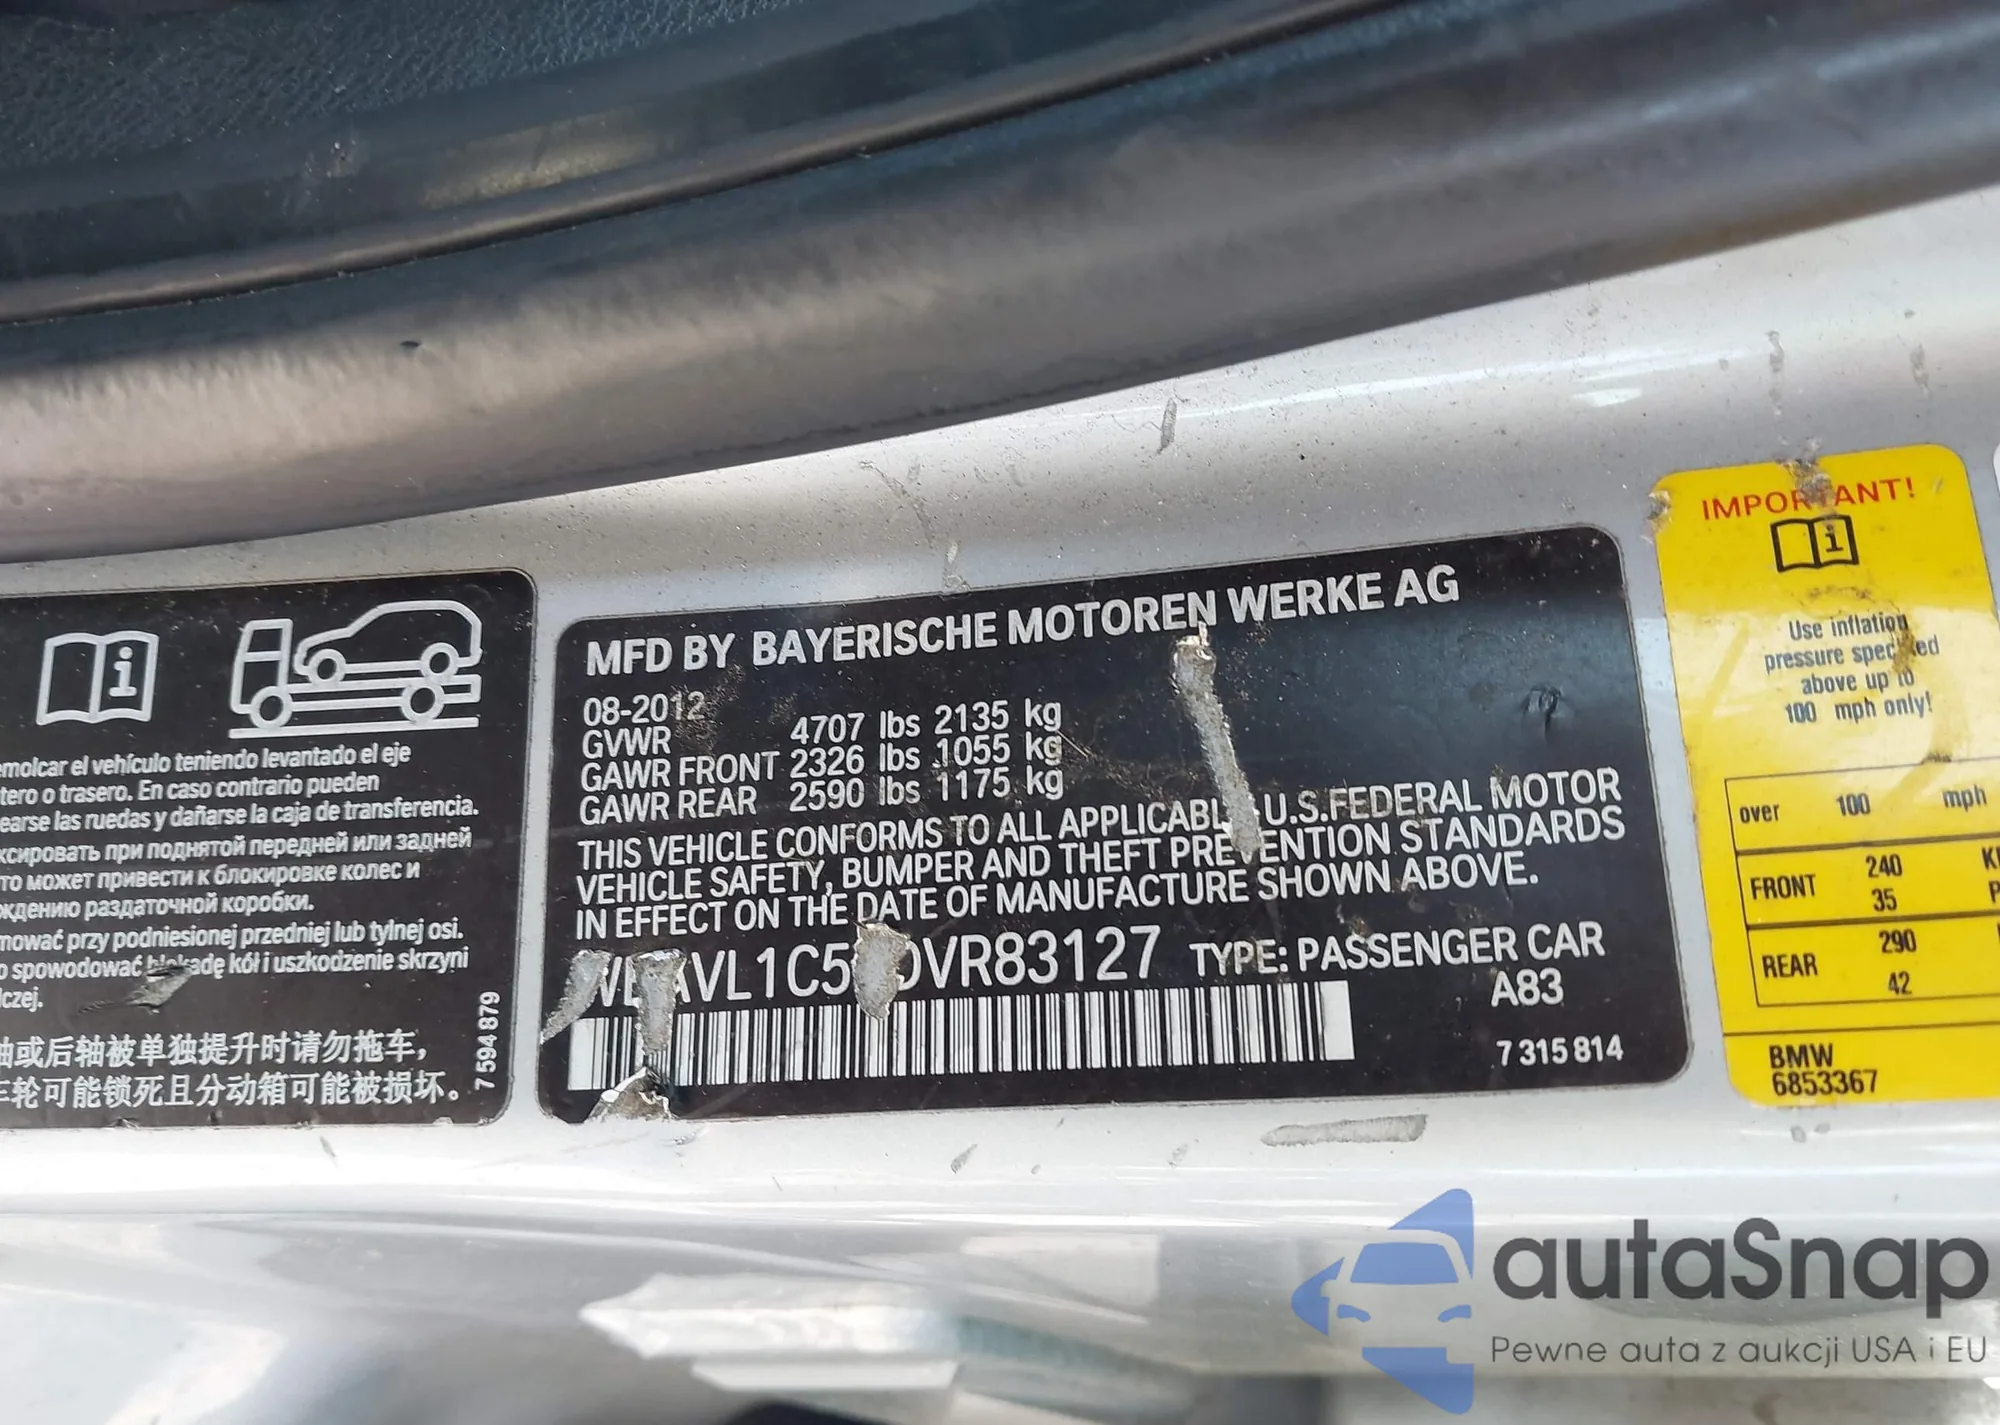 emolcar el vehículo teniendo levantado el eje
tero o trasero. En caso contrario pueden
earse las ruedas y dañarse la caja de transferencia.
ксировать при поднятой передней или задней
то может привести к блокировке колес и
ждению раздаточной коробки.
mować przy podniesionej przedniej lub tylnej osi.
o spowodować blokadę kół i uszkodzenie skrzyni
lczej.
轴或后轴被单独提升时请勿拖车，
车轮可能锁死且分动箱可能被损坏。
7 594 879
MFD BY BAYERISCHE MOTOREN WERKE AG
08-2012
GVWR 4707 lbs 2135 kg
GAWR FRONT 2326 lbs 1055 kg
GAWR REAR 2590 lbs 1175 kg
THIS VEHICLE CONFORMS TO ALL APPLICABLE U.S.FEDERAL MOTOR
VEHICLE SAFETY, BUMPER AND THEFT PREVENTION STANDARDS
IN EFFECT ON THE DATE OF MANUFACTURE SHOWN ABOVE.
TYPE: PASSENGER CAR
A83
7 315 814
IMPORTANT!
Use inflation
pressure specified
above up to
100 mph only!
over 100 mph
FRONT 240
35
REAR 290
42
BMW
6853367
autaSnap
Pewne auta z aukcji USA i EU